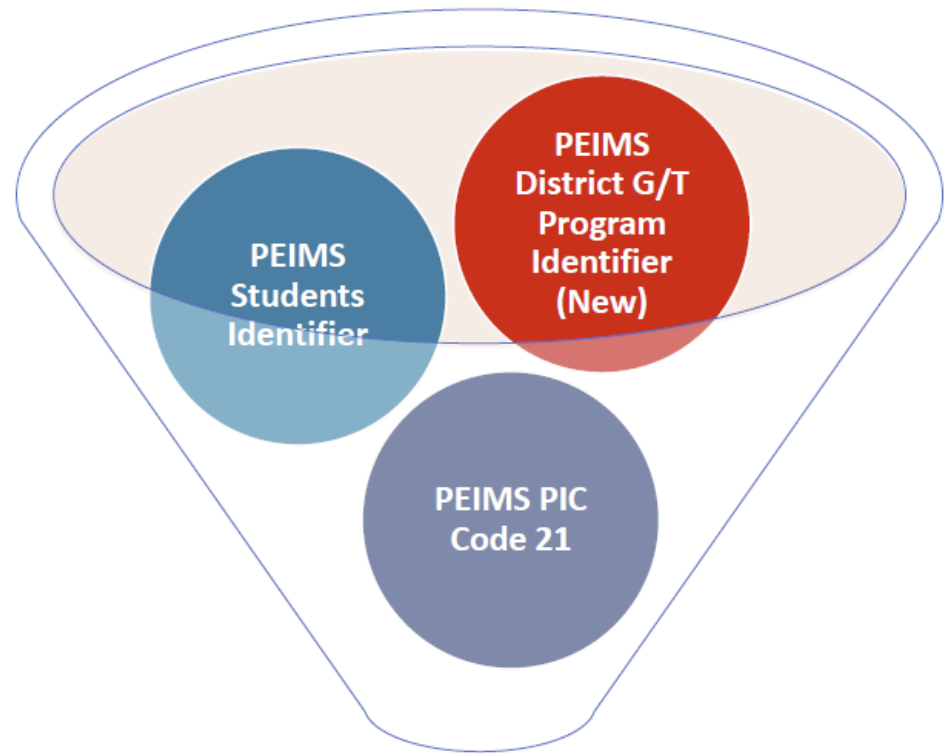 PEIMS
Students
Identifier
PEIMS
District G/T
Program
Identifier
(New)
PEIMS PIC
Code 21